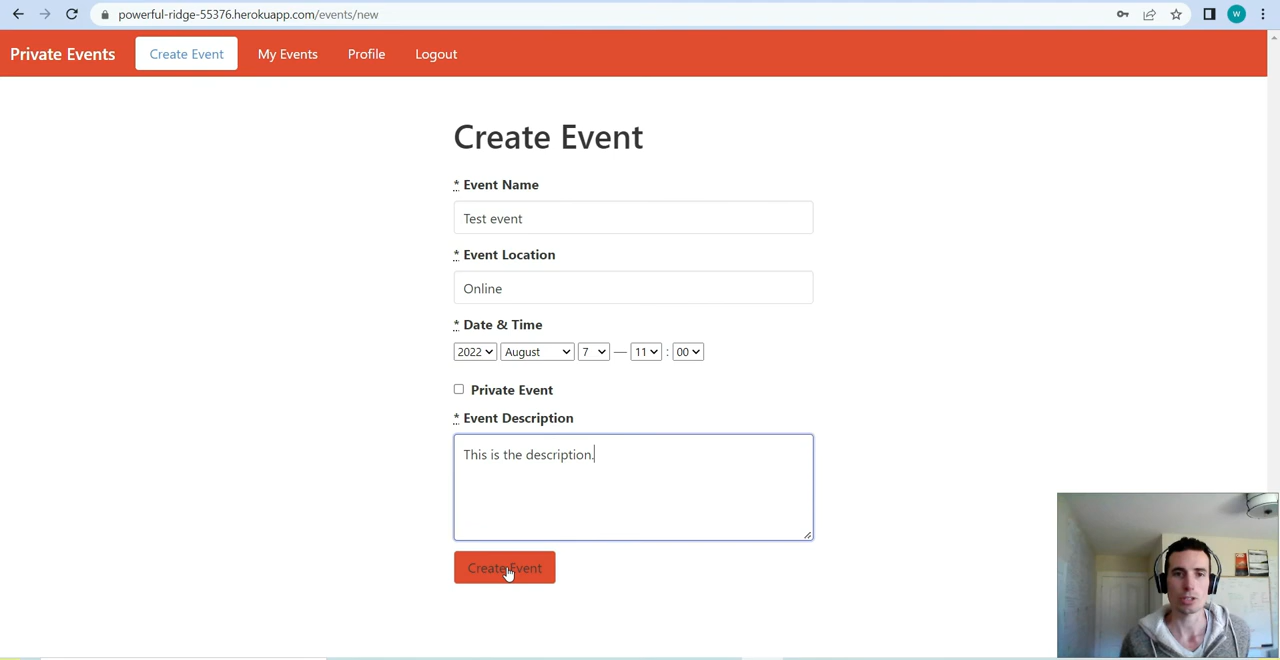 powerful-ridge-55376.herokuapp.com/events/new
W
Private Events Create Event My Events Profile Logout
Create Event
* Event Name
Test event
* Event Location
Online
* Date & Time
2022 August 7 — 11 : 00
Private Event
* Event Description
This is the description.
Create Event